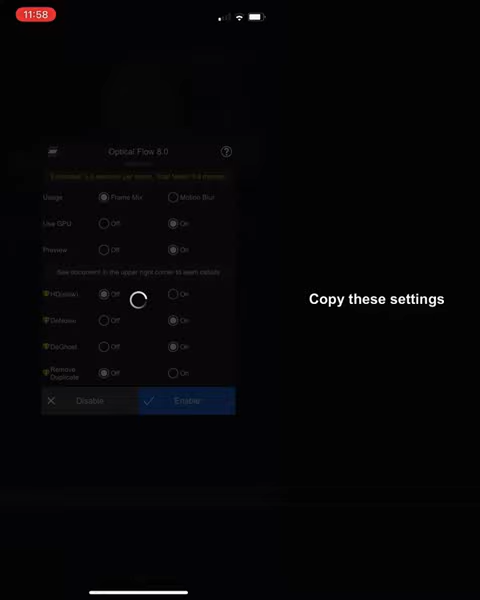 11:58
Optical Flow 8.0
Usage Frame Mix Motion Blur
Use GPU Off On
Preview Off On
See document in the upper right corner to learn details
HD(slow) Off On
DeNoise Off On
DeGhost Off On
Remove
Duplicate Off On
Disable Enable
Copy these settings